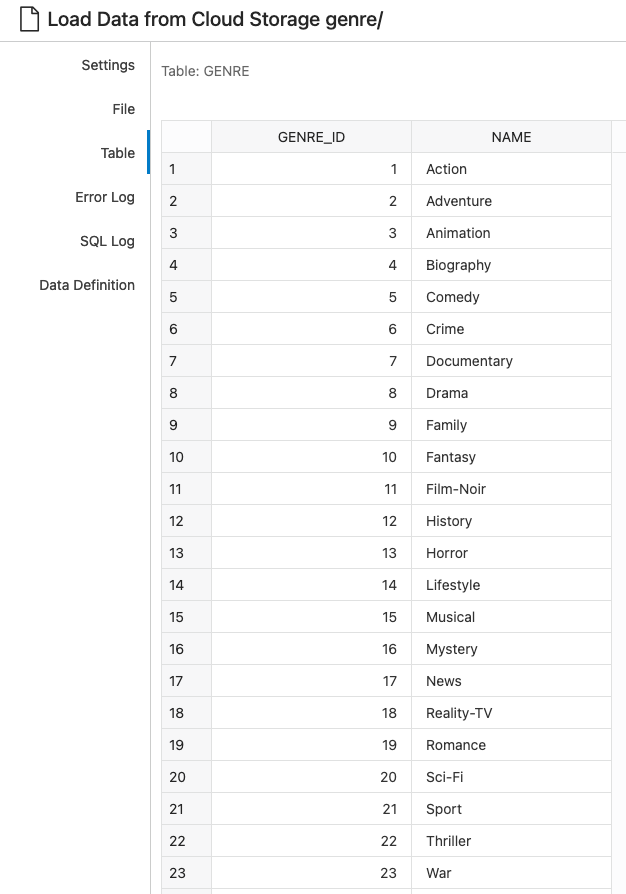 Load Data from Cloud Storage genre/
Settings
File
Table
Error Log
SQL Log
Data Definition
Table: GENRE
GENRE_ID NAME
1 1 Action
2 2 Adventure
3 3 Animation
4 4 Biography
5 5 Comedy
6 6 Crime
7 7 Documentary
8 8 Drama
9 9 Family
10 10 Fantasy
11 11 Film-Noir
12 12 History
13 13 Horror
14 14 Lifestyle
15 15 Musical
16 16 Mystery
17 17 News
18 18 Reality-TV
19 19 Romance
20 20 Sci-Fi
21 21 Sport
22 22 Thriller
23 23 War